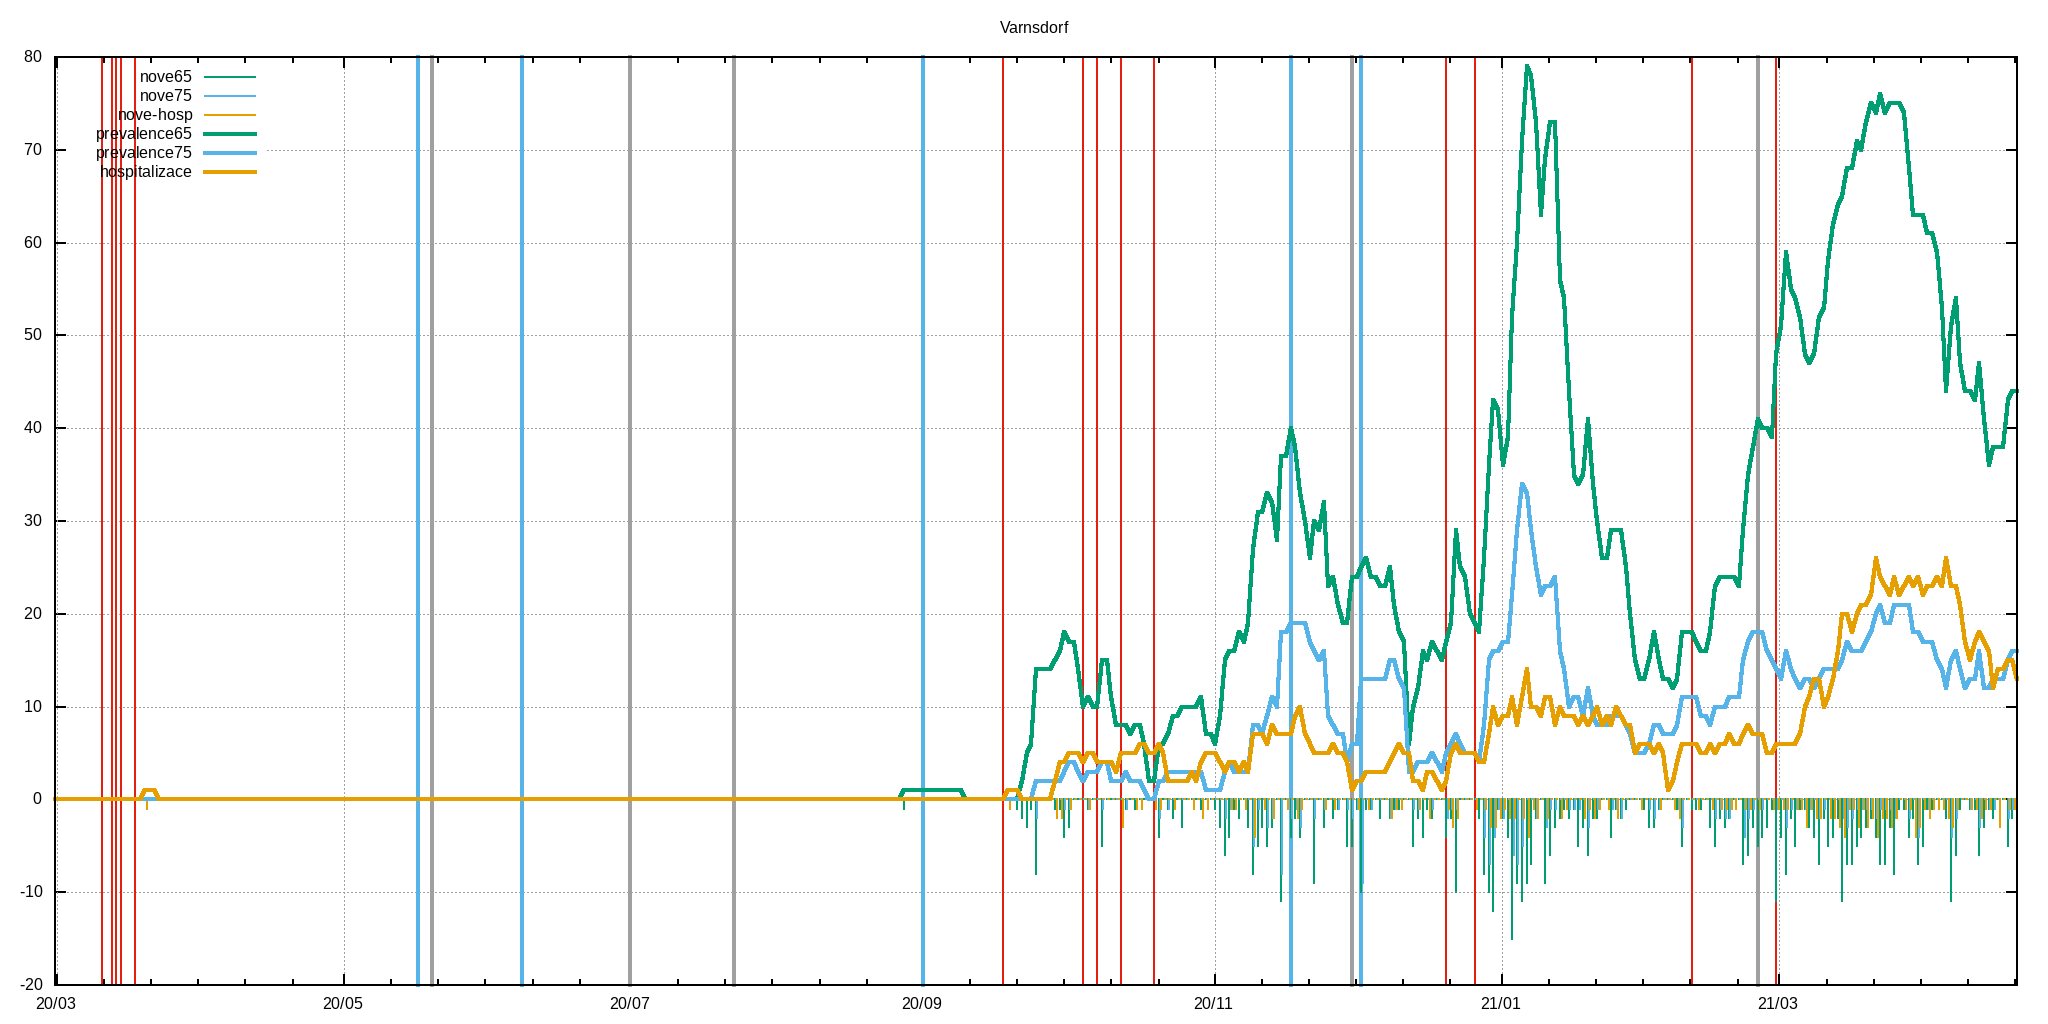 Varnsdorf
80
70
60
50
40
30
20
10
0
-10
-20
nove65
nove75
nove-hosp
prevalence65
prevalence75
hospitalizace
20/03 20/05 20/07 20/09 20/11 21/01 21/03